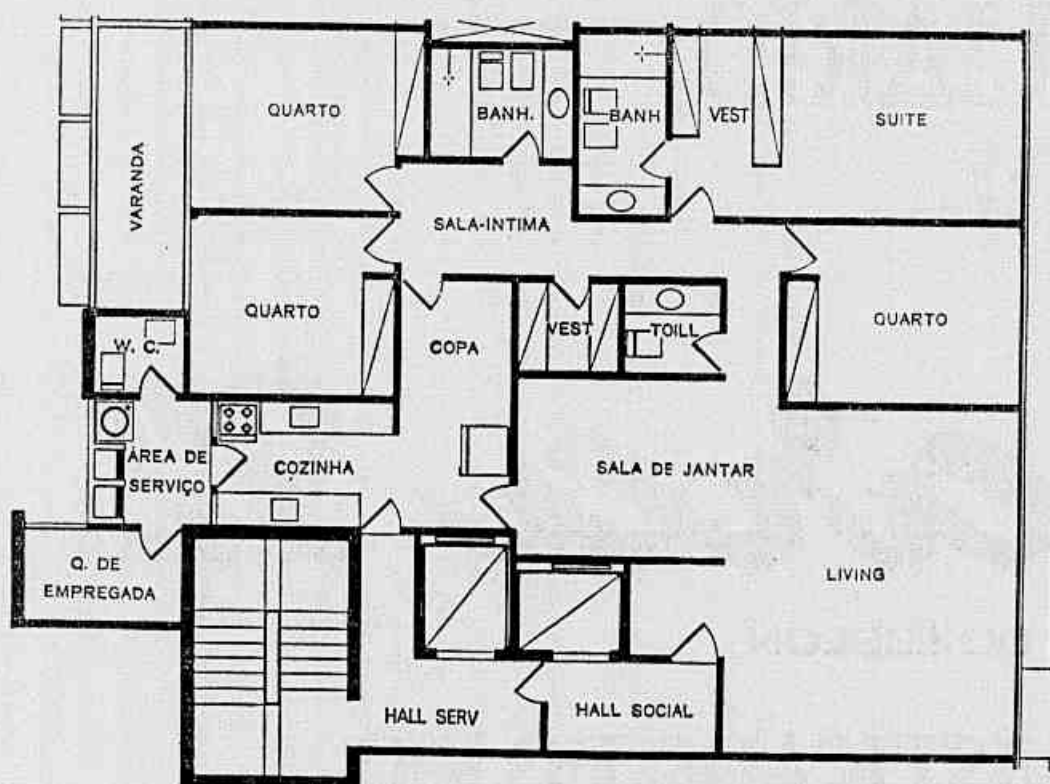 QUARTO
BANH.
BANH
VEST
SUITE
VARANDA
SALA-INTIMA
QUARTO
VEST
TOILL
QUARTO
COPA
W. C.
ÁREA DE
SERVIÇO
COZINHA
SALA DE JANTAR
Q. DE
EMPREGADA
LIVING
HALL SERV
HALL SOCIAL